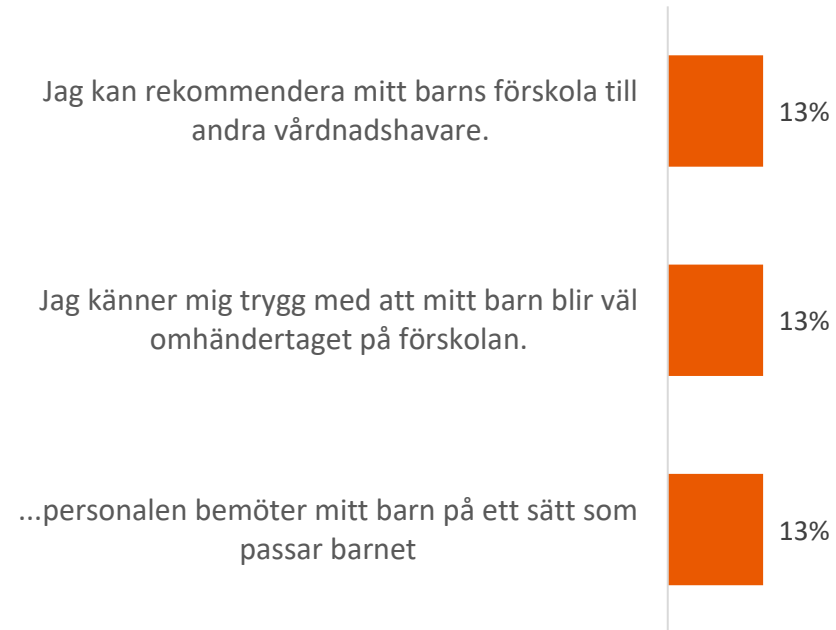 Jag kan rekommendera mitt barns förskola till
andra vårdnadshavare.
13%
Jag känner mig trygg med att mitt barn blir väl
omhändertaget på förskolan.
13%
...personalen bemöter mitt barn på ett sätt som
passar barnet
13%